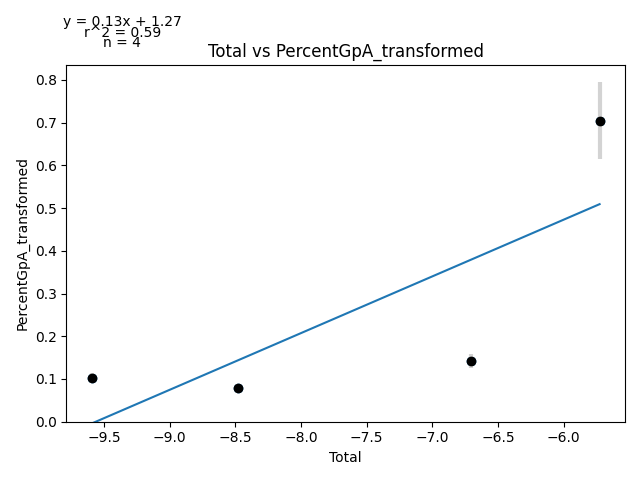 y = 0.13x + 1.27
r^2 = 0.59
n = 4
Total vs PercentGpA_transformed
PercentGpA_transformed
0.8
0.7
0.6
0.5
0.4
0.3
0.2
0.1
0.0
−9.5 −9.0 −8.5 −8.0 −7.5 −7.0 −6.5 −6.0
Total